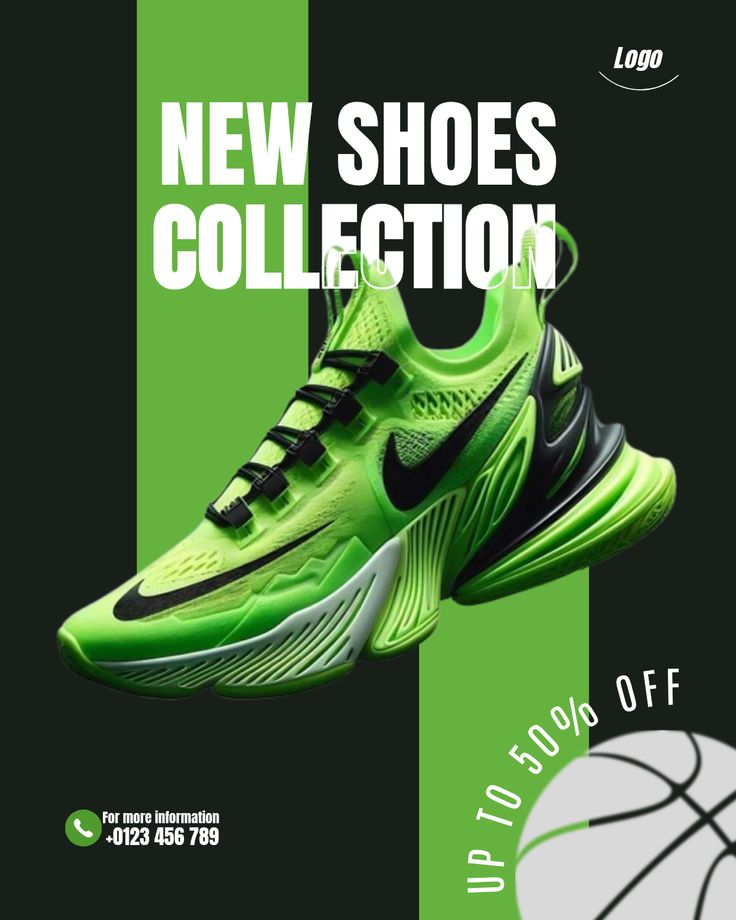 Logo
NEW SHOES
COLLECTION
UP TO 50% OFF
For more information
+0123 456 789